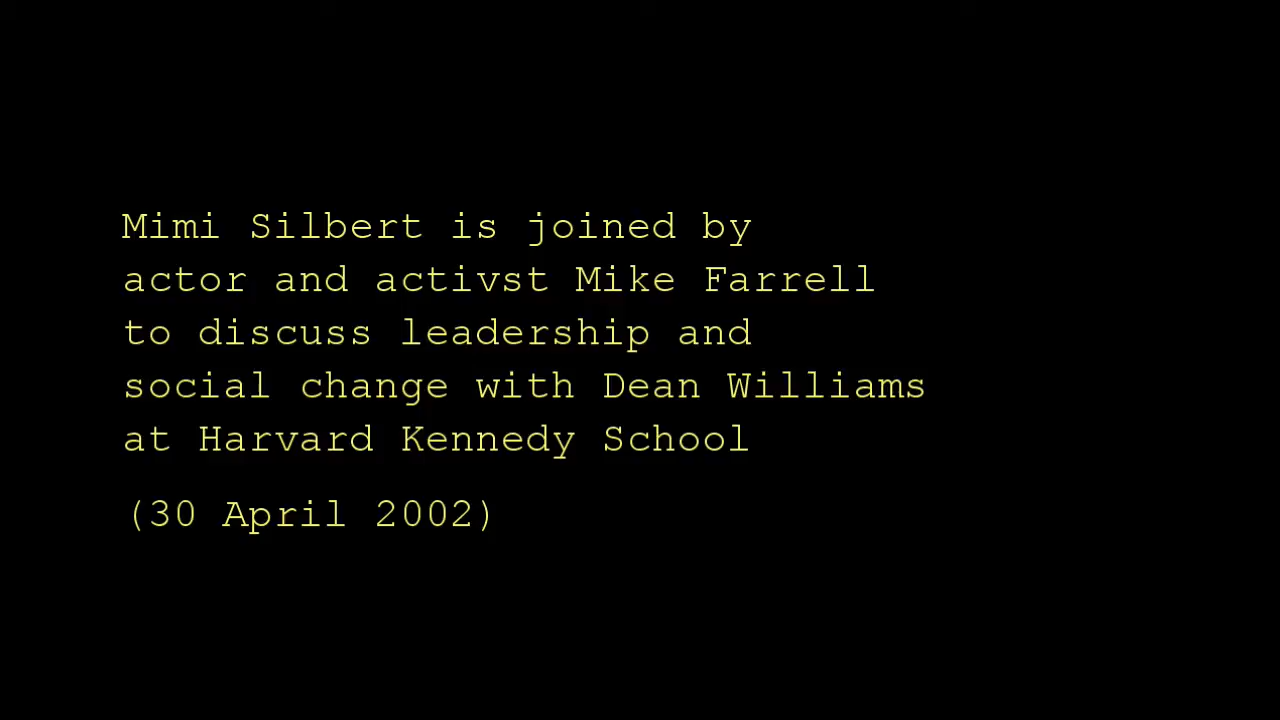 Mimi Silbert is joined by
actor and activst Mike Farrell
to discuss leadership and
social change with Dean Williams
at Harvard Kennedy School
(30 April 2002)